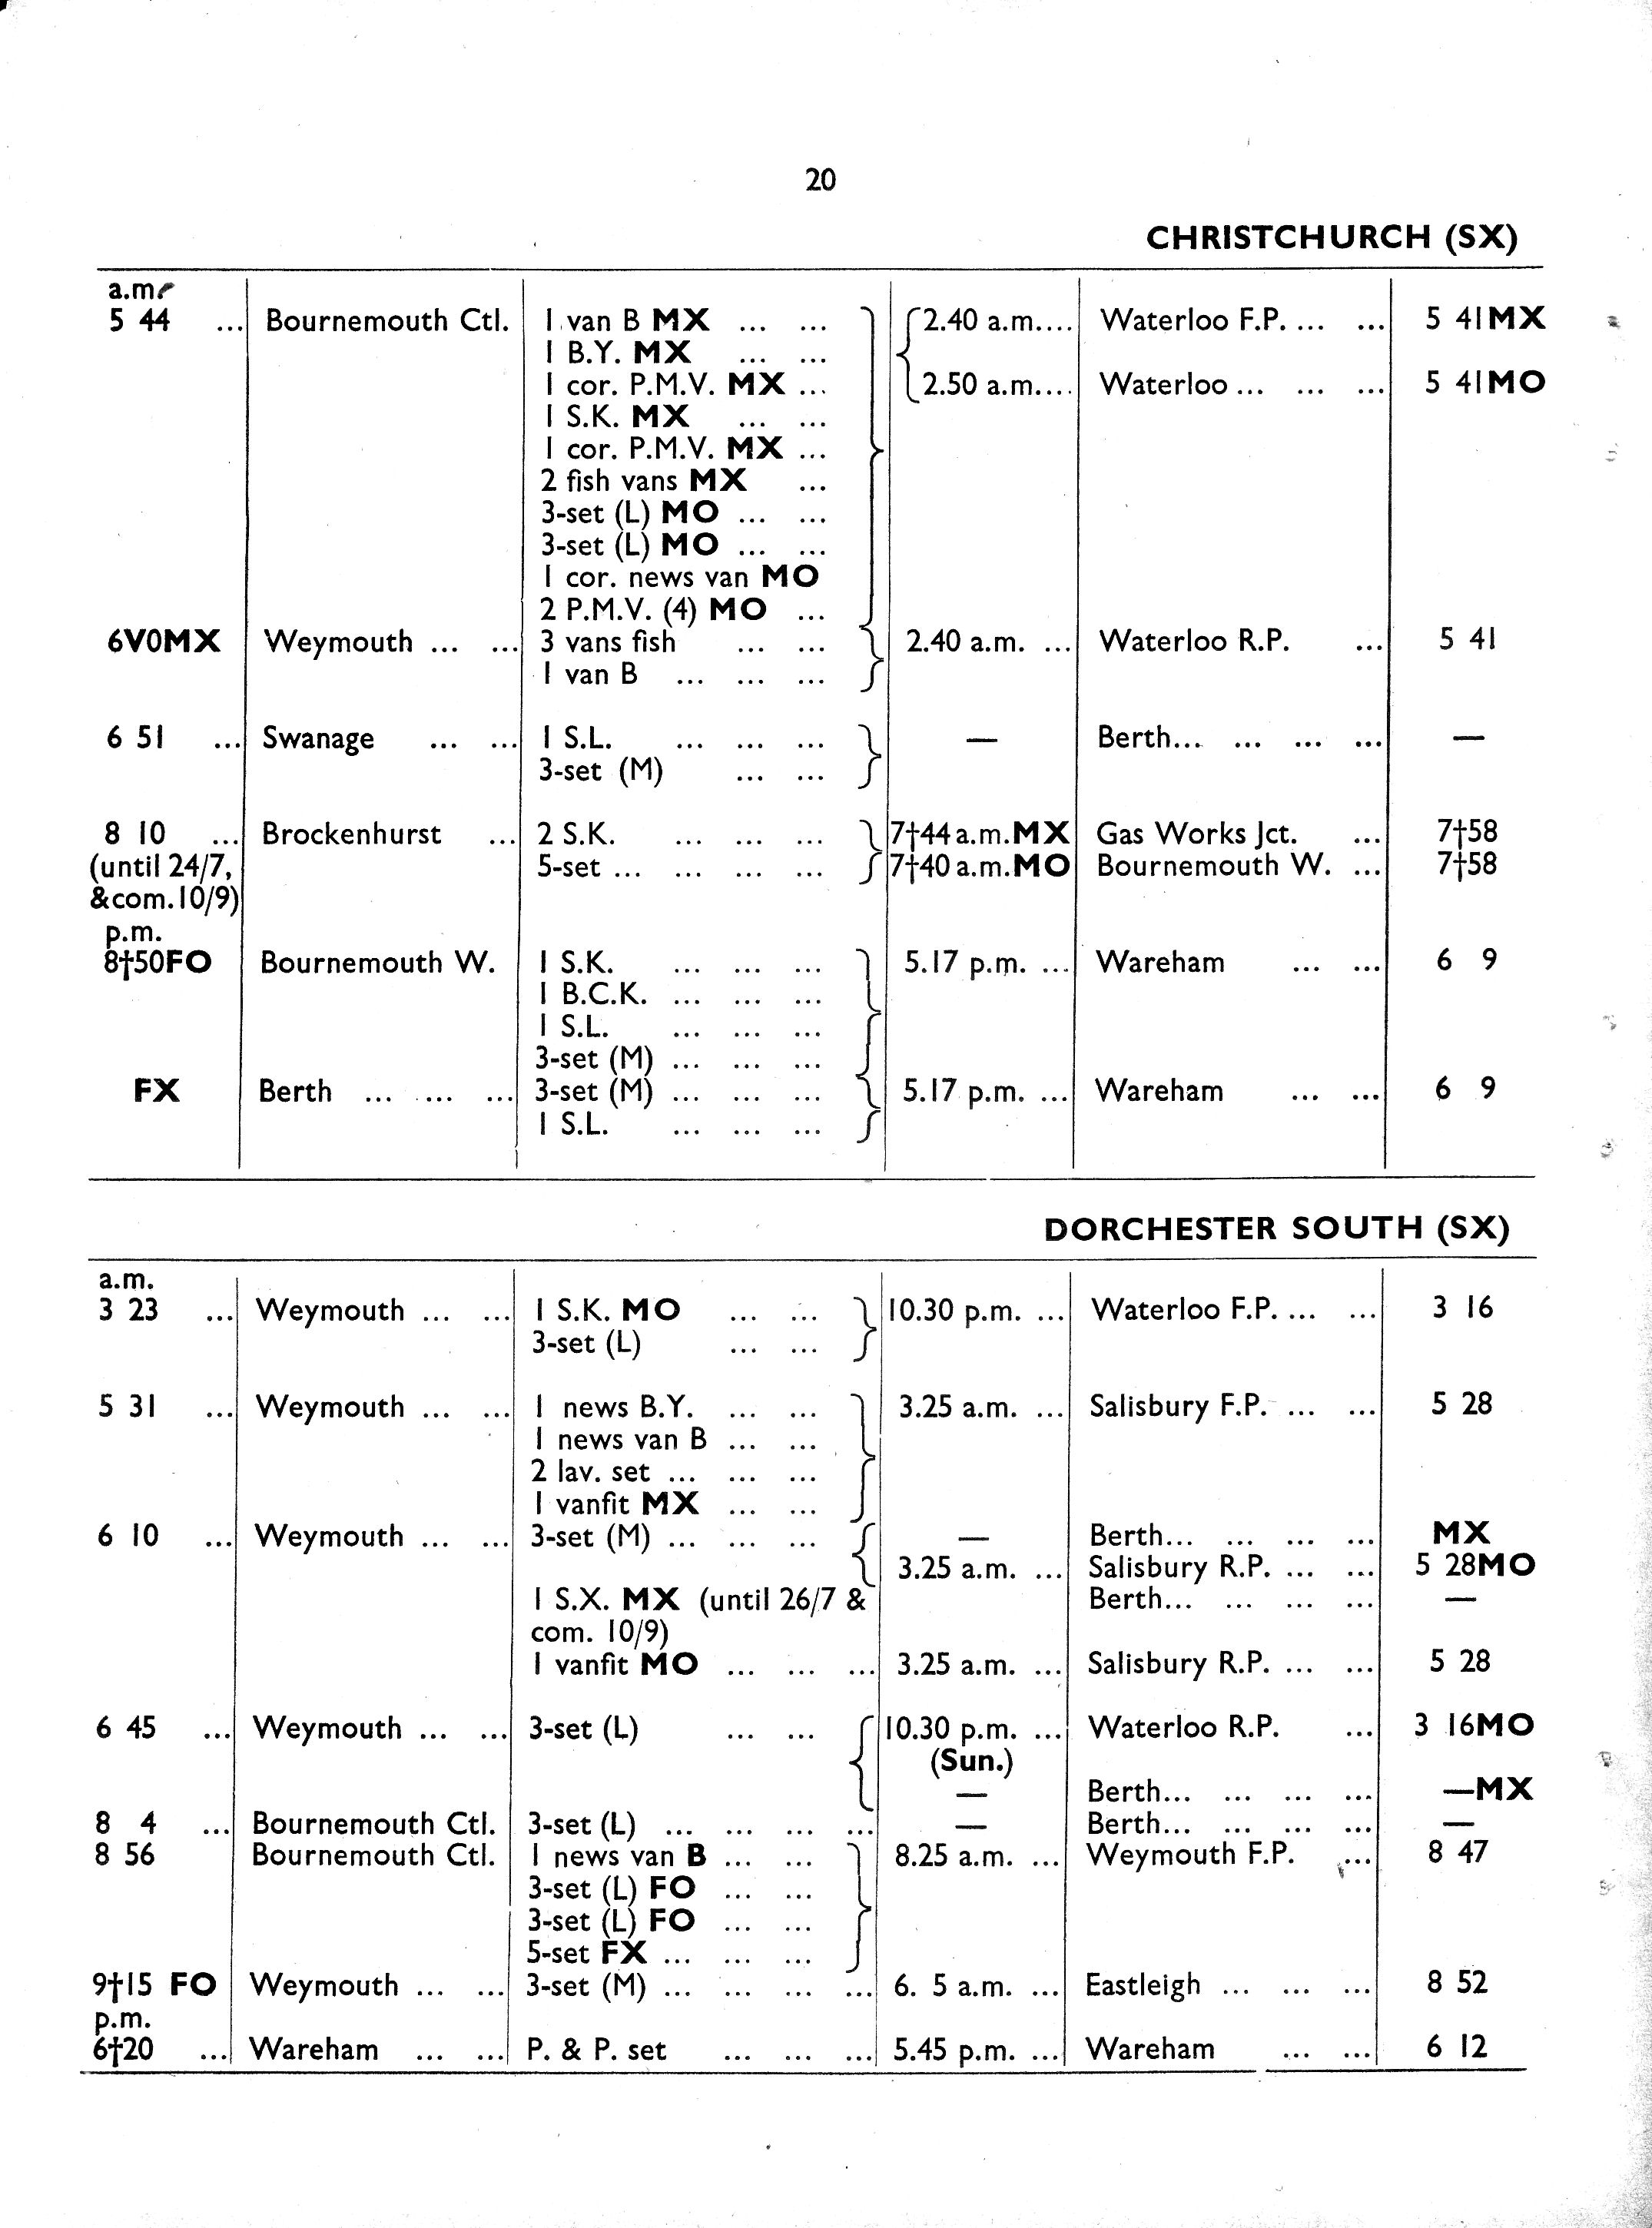 20
CHRISTCHURCH (SX)
a.m.
5 44 ... Bournemouth Ctl. 1 van B MX ... ... 2.40 a.m.... Waterloo F.P. ... ... 5 41MX
1 B.Y. MX ... ...
1 cor. P.M.V. MX ... 2.50 a.m.... Waterloo ... ... ... 5 41MO
1 S.K. MX ... ...
1 cor. P.M.V. MX ...
2 fish vans MX ...
3-set (L) MO ... ...
3-set (L) MO ... ...
1 cor. news van MO
2 P.M.V. (4) MO ...
6V0MX Weymouth ... ... 3 vans fish ... ... 2.40 a.m. ... Waterloo R.P. ... 5 41
1 van B ... ... ...
6 51 ... Swanage ... ... 1 S.L. ... ... ... — Berth... ... ... ... —
3-set (M) ... ...
8 10 ... Brockenhurst ... 2 S.K. ... ... ... 7†44 a.m.MX Gas Works Jct. ... 7†58
(until 24/7, 5-set ... ... ... ... 7†40 a.m.MO Bournemouth W. ... 7†58
&com.10/9)
p.m.
8†50FO Bournemouth W. 1 S.K. ... ... ... 5.17 p.m. ... Wareham ... ... 6 9
1 B.C.K. ... ... ...
1 S.L. ... ... ...
3-set (M) ... ... ...
FX Berth ... ... ... 3-set (M) ... ... ... 5.17 p.m. ... Wareham ... ... 6 9
1 S.L. ... ... ...
DORCHESTER SOUTH (SX)
a.m.
3 23 ... Weymouth ... ... 1 S.K. MO ... ... 10.30 p.m. ... Waterloo F.P. ... ... 3 16
3-set (L) ... ...
5 31 ... Weymouth ... ... 1 news B.Y. ... ... 3.25 a.m. ... Salisbury F.P. ... ... 5 28
1 news van B ... ...
2 lav. set ... ... ...
1 vanfit MX ... ...
6 10 ... Weymouth ... ... 3-set (M) ... ... ... — Berth... ... ... ... MX
3.25 a.m. ... Salisbury R.P. ... ... 5 28MO
1 S.X. MX (until 26/7 & Berth... ... ... ... —
com. 10/9)
1 vanfit MO ... ... ... 3.25 a.m. ... Salisbury R.P. ... ... 5 28
6 45 ... Weymouth ... ... 3-set (L) ... ... 10.30 p.m. ... Waterloo R.P. ... 3 16MO
(Sun.)
— Berth... ... ... ... —MX
8 4 ... Bournemouth Ctl. 3-set (L) ... ... ... ... — Berth... ... ... ... —
8 56 Bournemouth Ctl. 1 news van B ... ... 8.25 a.m. ... Weymouth F.P. ... 8 47
3-set (L) FO ... ...
3-set (L) FO ... ...
5-set FX ... ... ...
9†15 FO Weymouth ... ... 3-set (M) ... ... ... ... 6. 5 a.m. ... Eastleigh ... ... ... 8 52
p.m.
6†20 ... Wareham ... ... P. & P. set ... ... ... 5.45 p.m. ... Wareham ... ... 6 12